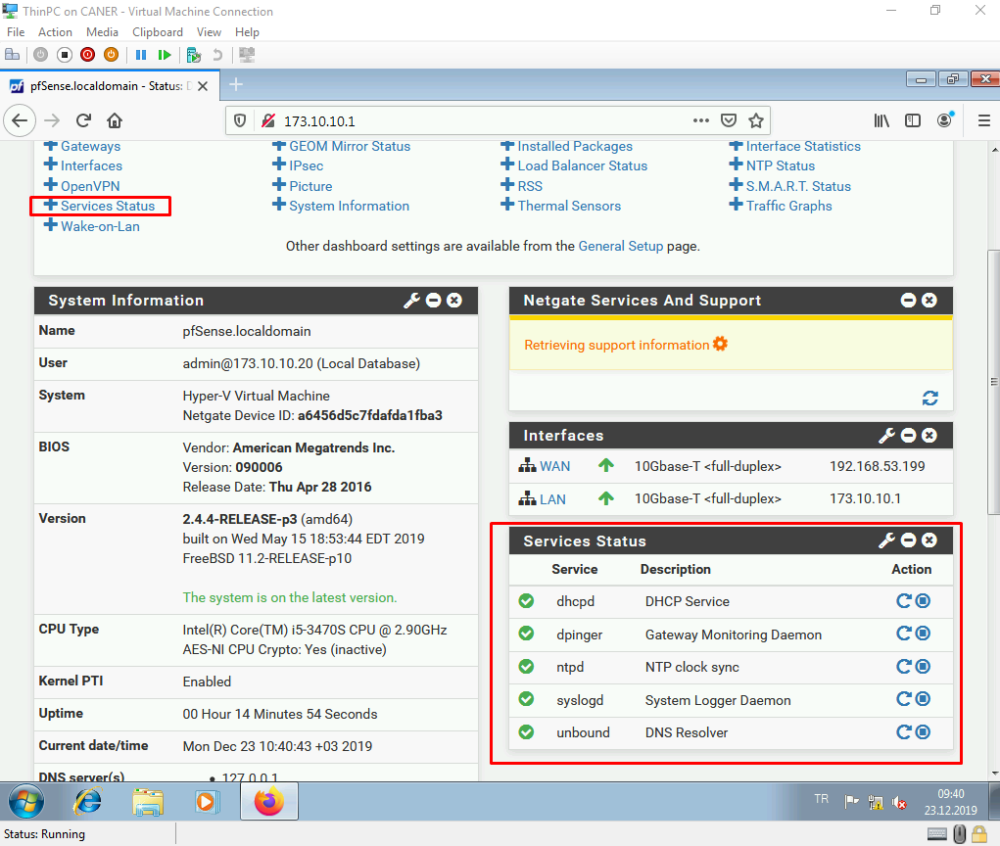 ThinPC on CANER - Virtual Machine Connection
File Action Media Clipboard View Help
pfSense.localdomain - Status: D
173.10.10.1
Gateways GEOM Mirror Status Installed Packages Interface Statistics
Interfaces IPsec Load Balancer Status NTP Status
OpenVPN Picture RSS S.M.A.R.T. Status
Services Status System Information Thermal Sensors Traffic Graphs
Wake-on-Lan
Other dashboard settings are available from the General Setup page.
System Information
Name pfSense.localdomain
User admin@173.10.10.20 (Local Database)
System Hyper-V Virtual Machine
Netgate Device ID: a6456d5c7fdafda1fba3
BIOS Vendor: American Megatrends Inc.
Version: 090006
Release Date: Thu Apr 28 2016
Version 2.4.4-RELEASE-p3 (amd64)
built on Wed May 15 18:53:44 EDT 2019
FreeBSD 11.2-RELEASE-p10
The system is on the latest version.
CPU Type Intel(R) Core(TM) i5-3470S CPU @ 2.90GHz
AES-NI CPU Crypto: Yes (inactive)
Kernel PTI Enabled
Uptime 00 Hour 14 Minutes 54 Seconds
Current date/time Mon Dec 23 10:40:43 +03 2019
DNS server(s) • 127.0.0.1
Netgate Services And Support
Retrieving support information
Interfaces
WAN 10Gbase-T <full-duplex> 192.168.53.199
LAN 10Gbase-T <full-duplex> 173.10.10.1
Services Status
Service Description Action
dhcpd DHCP Service
dpinger Gateway Monitoring Daemon
ntpd NTP clock sync
syslogd System Logger Daemon
unbound DNS Resolver
TR
09:40
23.12.2019
Status: Running